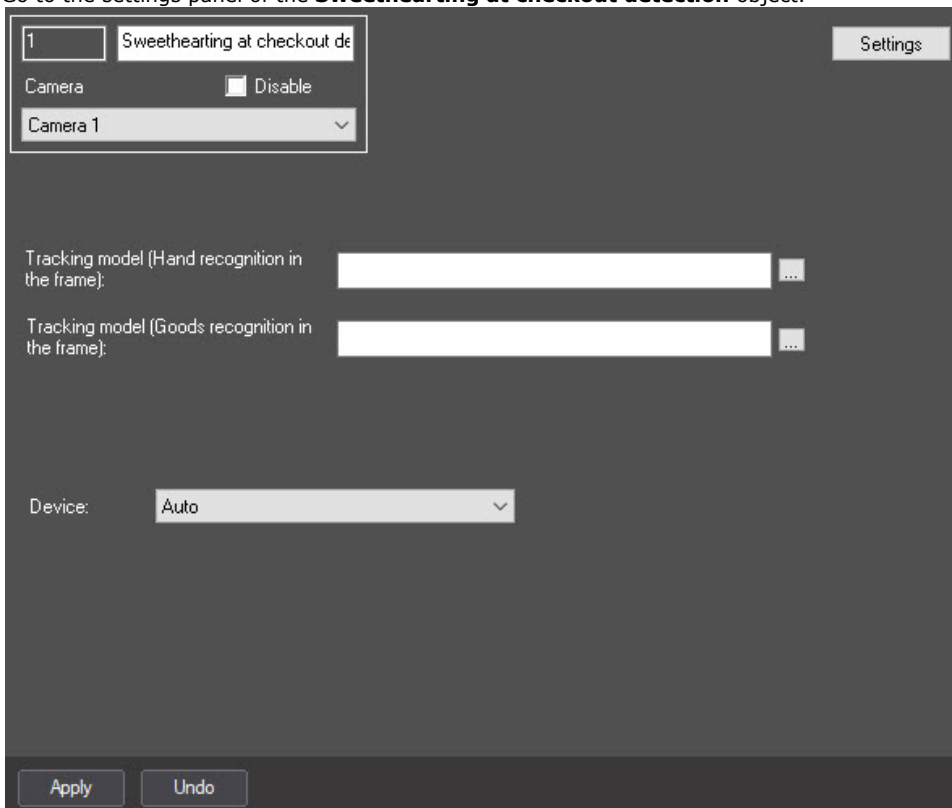 Go to the settings panel of the Sweethearting at checkout detection object.
1
Sweethearting at checkout de
Settings
Camera
Disable
Camera 1
Tracking model (Hand recognition in
the frame):
...
Tracking model (Goods recognition in
the frame):
...
Device:
Auto
Apply
Undo